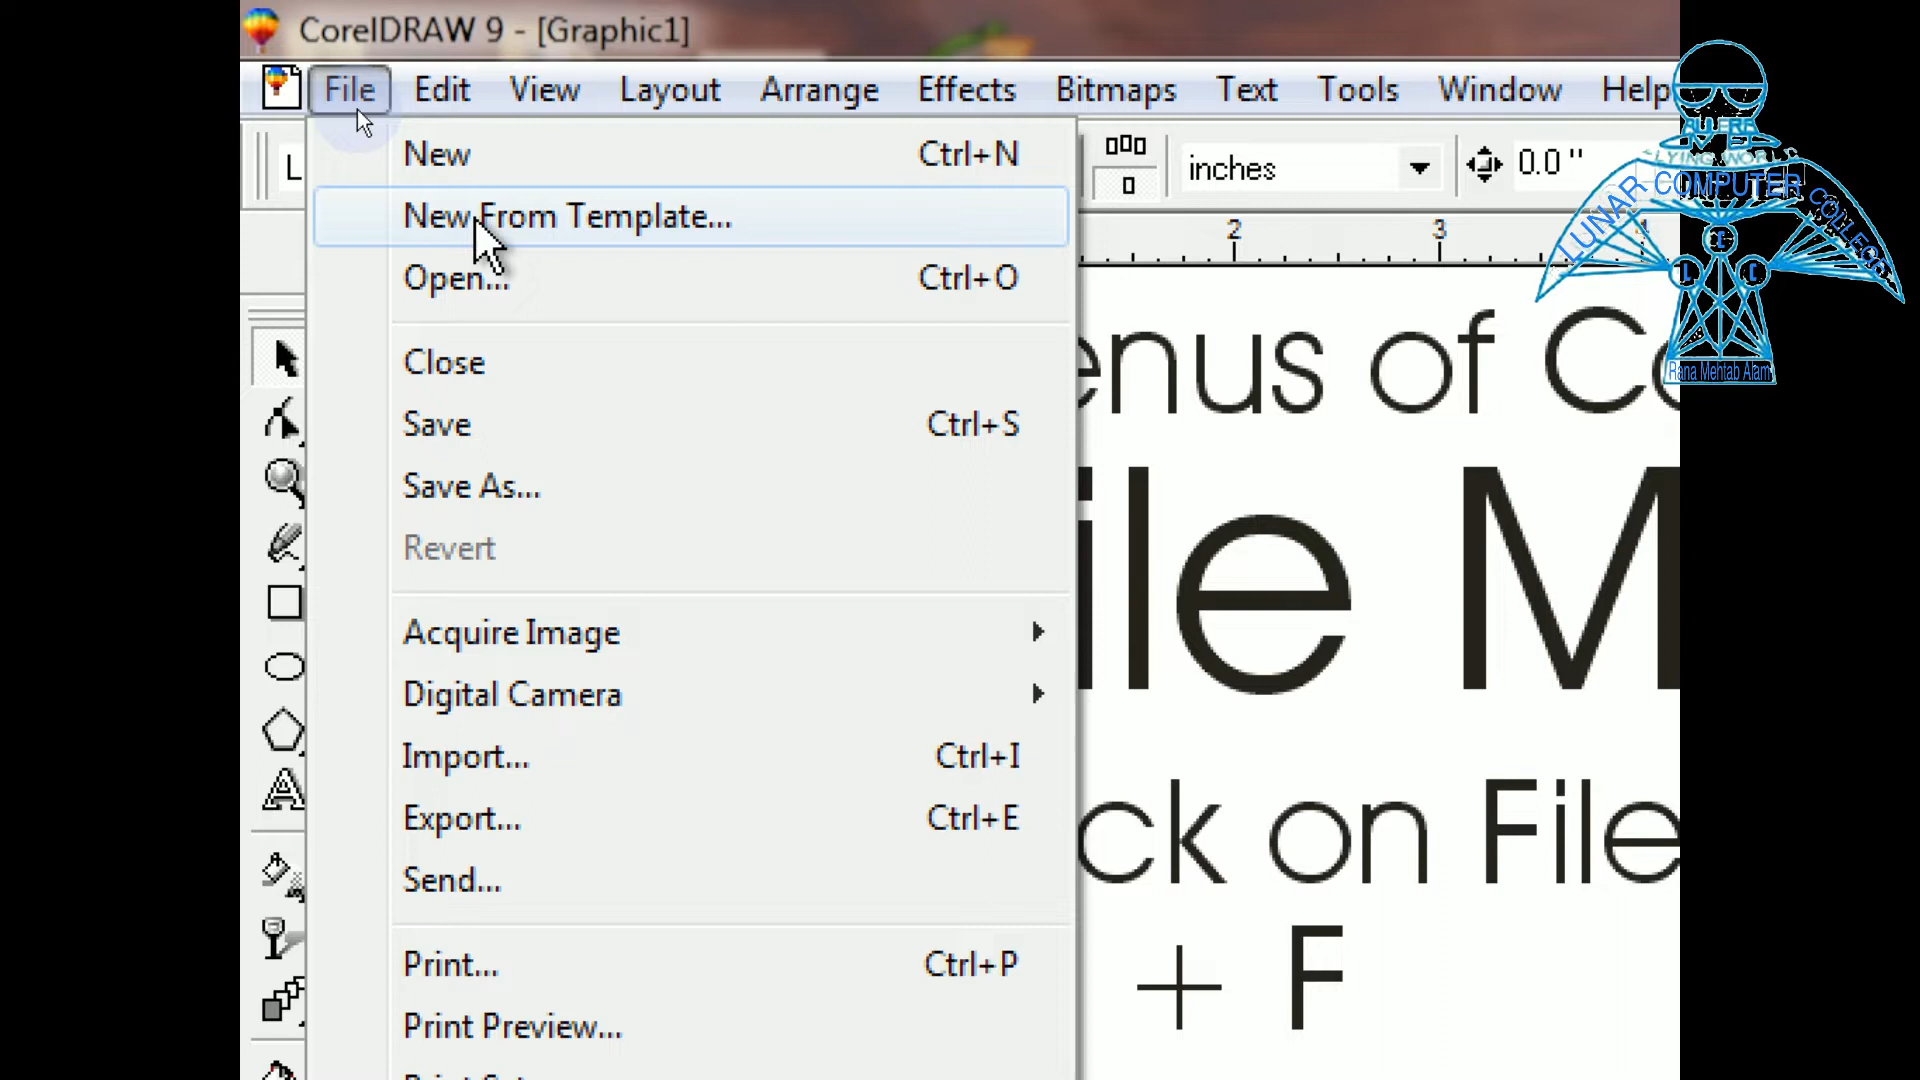 CorelDRAW 9 - [Graphic1]
File Edit View Layout Arrange Effects Bitmaps Text Tools Window Help
New Ctrl+N
New From Template...
Open... Ctrl+O
Close
Save Ctrl+S
Save As...
Revert
Acquire Image
Digital Camera
Import... Ctrl+I
Export... Ctrl+E
Send...
Print... Ctrl+P
Print Preview...
L
inches 0.0 "
2 3 4
enus of Co
ile M
ck on File
+ F
LUNAR COMPUTER COLLEGE
Rana Mehtab Alam